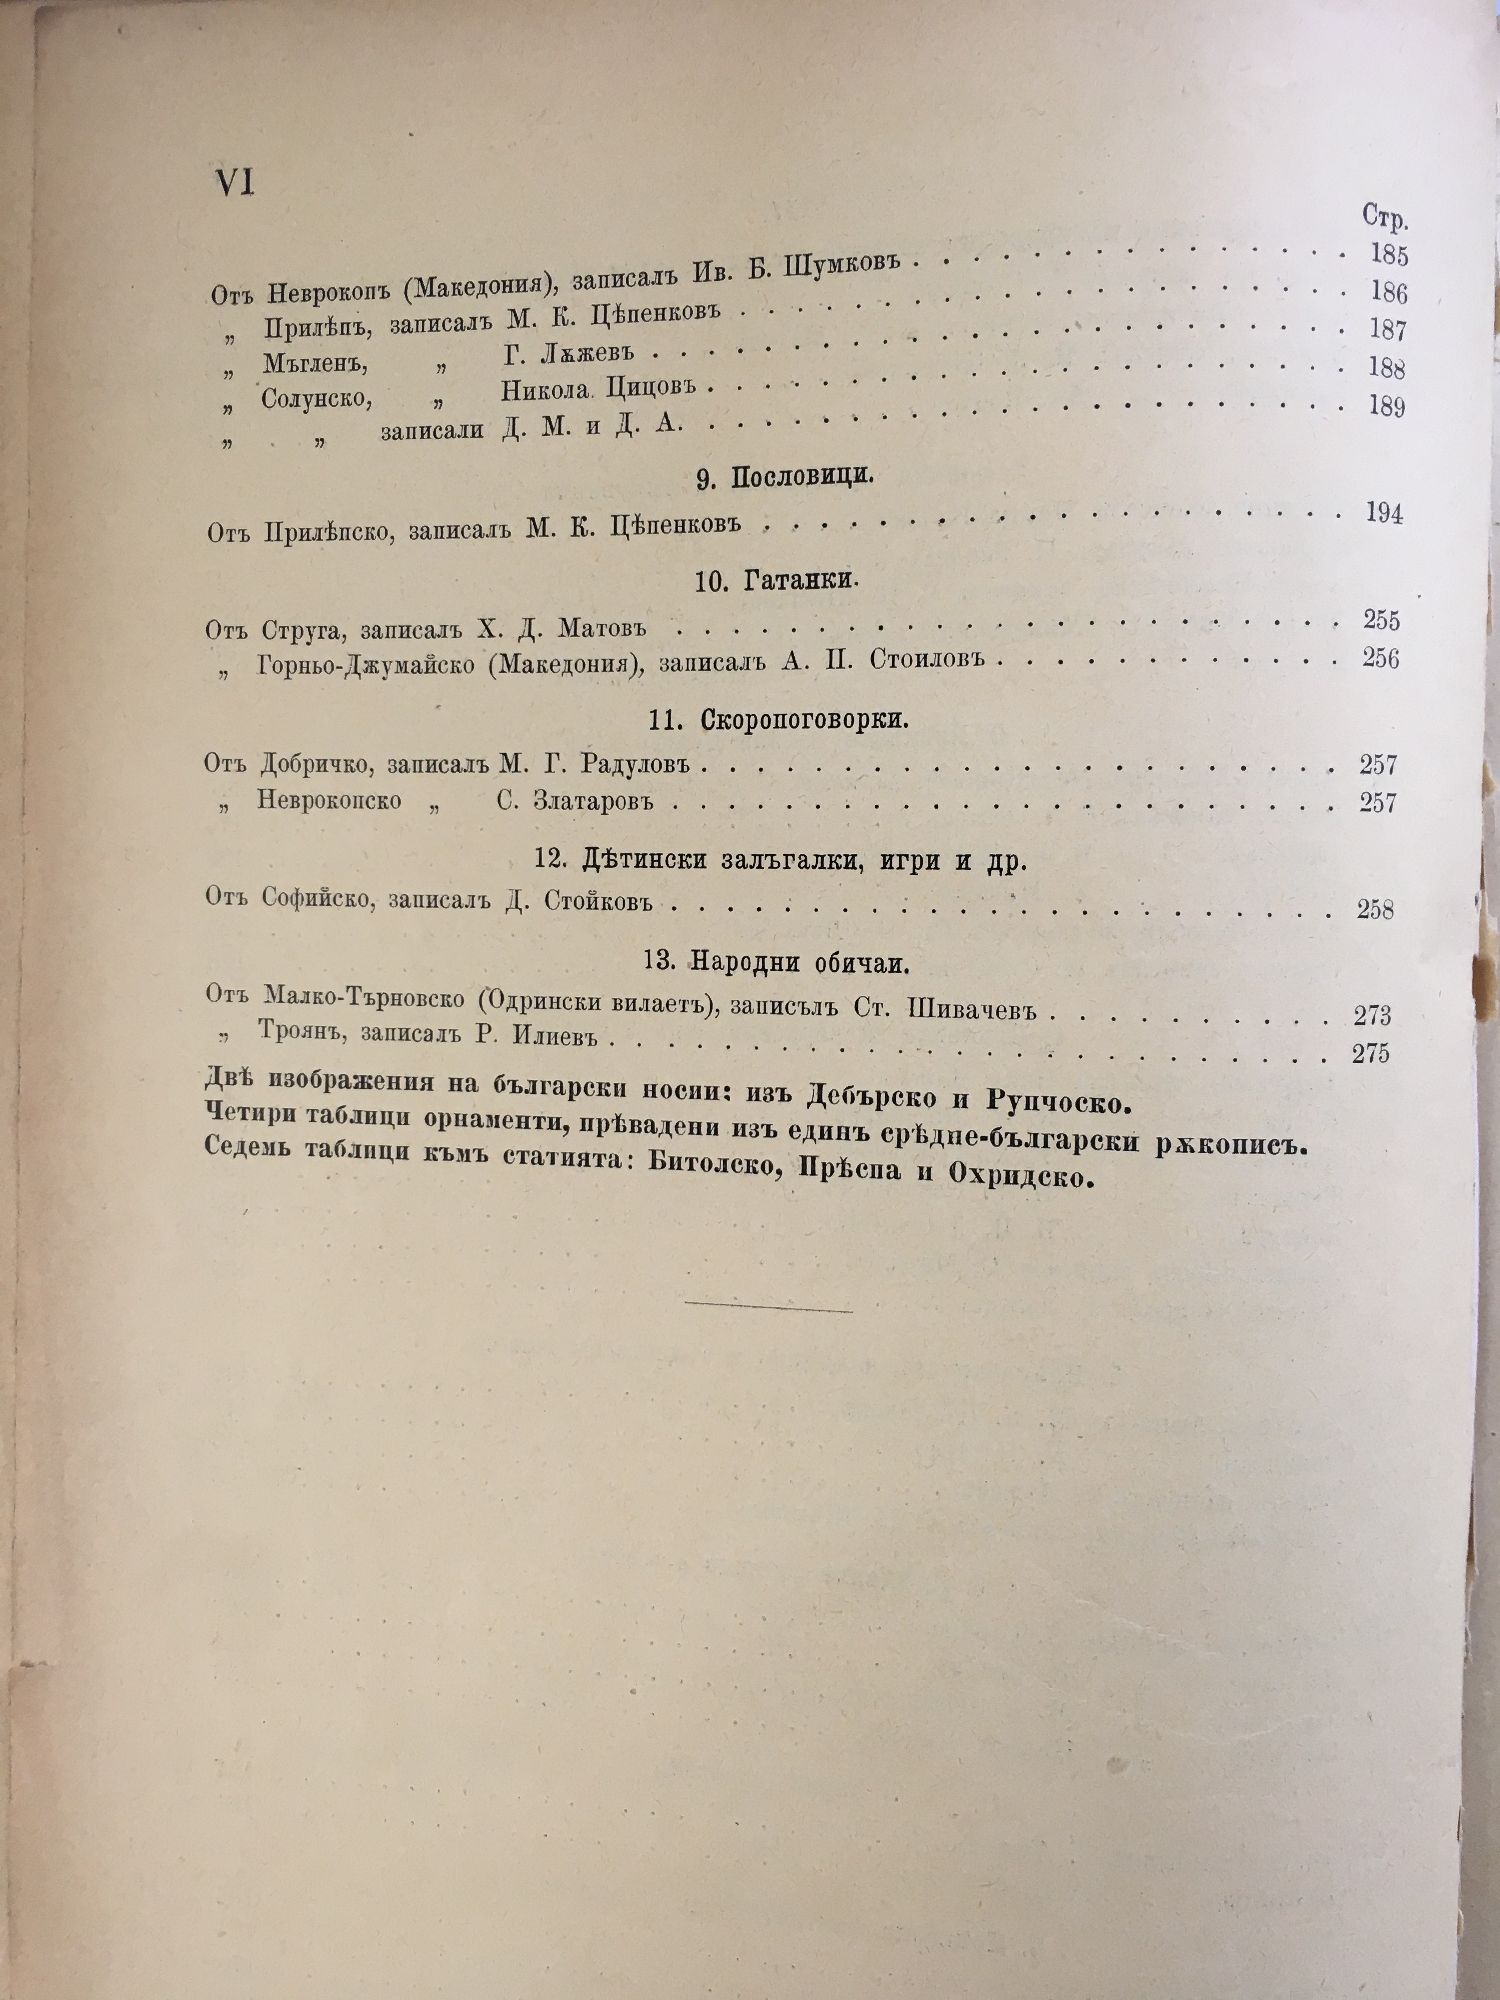 VI
Стр.
Отъ Неврокопъ (Македония), записалъ Ив. Б. Шумковъ . . . . . . . . . . . . . . . 185
„ Прилѣпъ, записалъ М. К. Цѣпенковъ . . . . . . . . . . . . . . . . . . . . . 186
„ Мъгленъ, „ Г. Лѫжевъ . . . . . . . . . . . . . . . . . . . . . . . . 187
„ Солунско, „ Никола Цицовъ . . . . . . . . . . . . . . . . . . . . . . 188
„ „ записали Д. М. и Д. А. . . . . . . . . . . . . . . . . . . . . . . 189
9. Пословици.
Отъ Прилѣпско, записалъ М. К. Цѣпенковъ . . . . . . . . . . . . . . . . . . . . 194
10. Гатанки.
Отъ Струга, записалъ Х. Д. Матовъ . . . . . . . . . . . . . . . . . . . . . . . 255
„ Горньо-Джумайско (Македония), записалъ А. П. Стоиловъ . . . . . . . . . . . . 256
11. Скоропоговорки.
Отъ Добричко, записалъ М. Г. Радуловъ . . . . . . . . . . . . . . . . . . . . . . 257
„ Неврокопско „ С. Златаровъ . . . . . . . . . . . . . . . . . . . . . . . 257
12. Дѣтински залъгалки, игри и др.
Отъ Софийско, записалъ Д. Стойковъ . . . . . . . . . . . . . . . . . . . . . . . 258
13. Народни обичаи.
Отъ Малко-Търновско (Одрински вилаетъ), записълъ Ст. Шивачевъ . . . . . . . . . . 273
„ Троянъ, записалъ Р. Илиевъ . . . . . . . . . . . . . . . . . . . . . . . . . 275
Двѣ изображения на български носии: изъ Дебърско и Рупчоско.
Четири таблици орнаменти, прѣвадени изъ единъ срѣдне-български рѫкописъ.
Седемь таблици къмъ статията: Битолско, Прѣспа и Охридско.